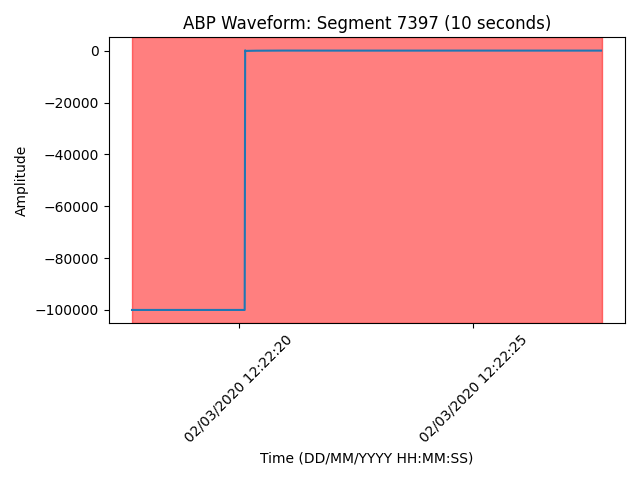 ABP Waveform: Segment 7397 (10 seconds)
0
−20000
−40000
−60000
−80000
−100000
Amplitude
02/03/2020 12:22:20
02/03/2020 12:22:25
Time (DD/MM/YYYY HH:MM:SS)